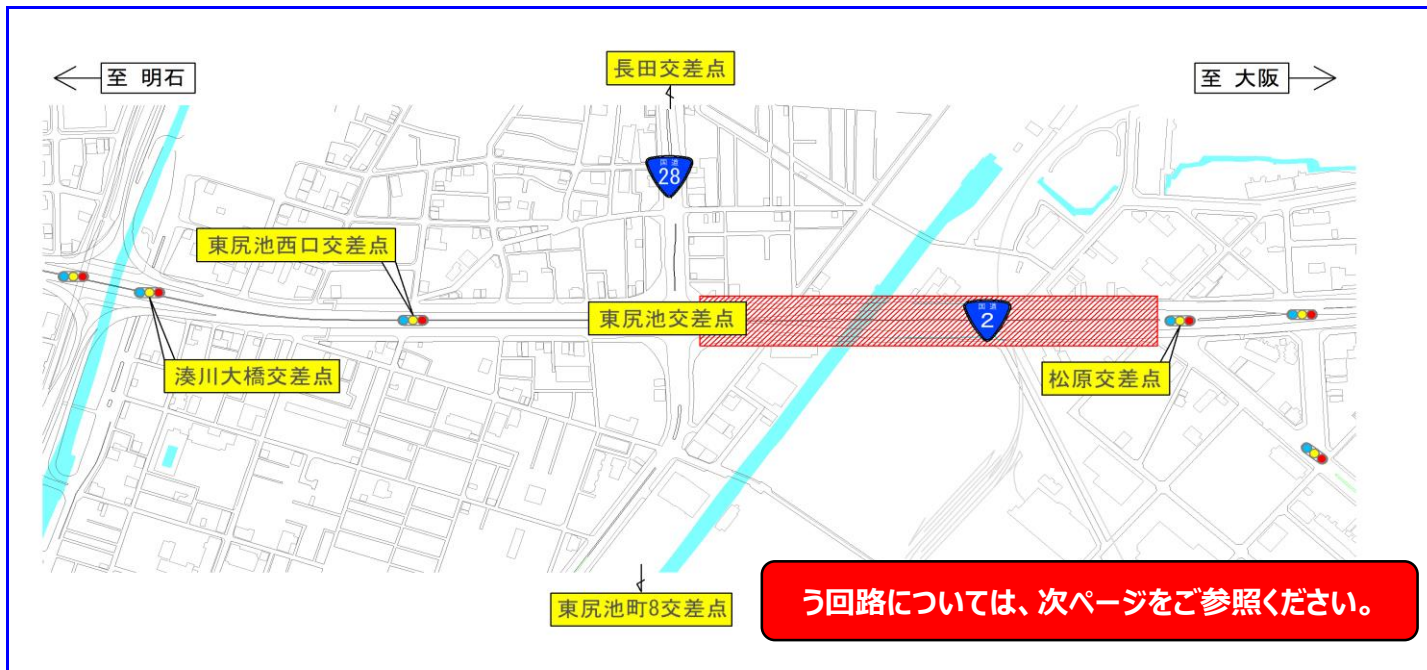 長田交差点
至 明石
至 大阪
国道
28
東尻池西口交差点
東尻池交差点
国道
2
湊川大橋交差点
松原交差点
東尻池町8交差点
う回路については、次ページをご参照ください。